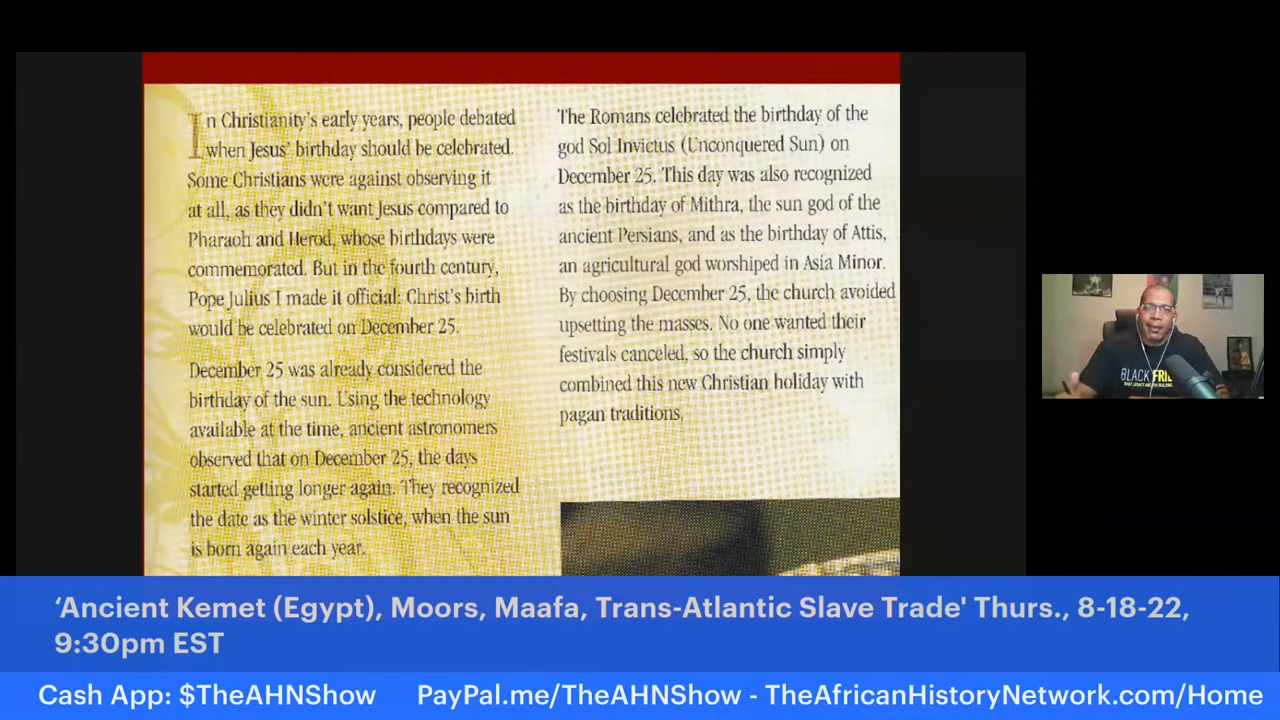 In Christianity's early years, people debated
when Jesus' birthday should be celebrated.
Some Christians were against observing it
at all, as they didn't want Jesus compared to
Pharaoh and Herod, whose birthdays were
commemorated. But in the fourth century,
Pope Julius I made it official: Christ's birth
would be celebrated on December 25.
December 25 was already considered the
birthday of the sun. Using the technology
available at the time, ancient astronomers
observed that on December 25, the days
started getting longer again. They recognized
the date as the winter solstice, when the sun
is born again each year.
The Romans celebrated the birthday of the
god Sol Invictus (Unconquered Sun) on
December 25. This day was also recognized
as the birthday of Mithra, the sun god of the
ancient Persians, and as the birthday of Attis,
an agricultural god worshiped in Asia Minor.
By choosing December 25, the church avoided
upsetting the masses. No one wanted their
festivals canceled, so the church simply
combined this new Christian holiday with
pagan traditions.
BLACK FRI
‘Ancient Kemet (Egypt), Moors, Maafa, Trans-Atlantic Slave Trade' Thurs., 8-18-22,
9:30pm EST
Cash App: $TheAHNShow PayPal.me/TheAHNShow - TheAfricanHistoryNetwork.com/Home